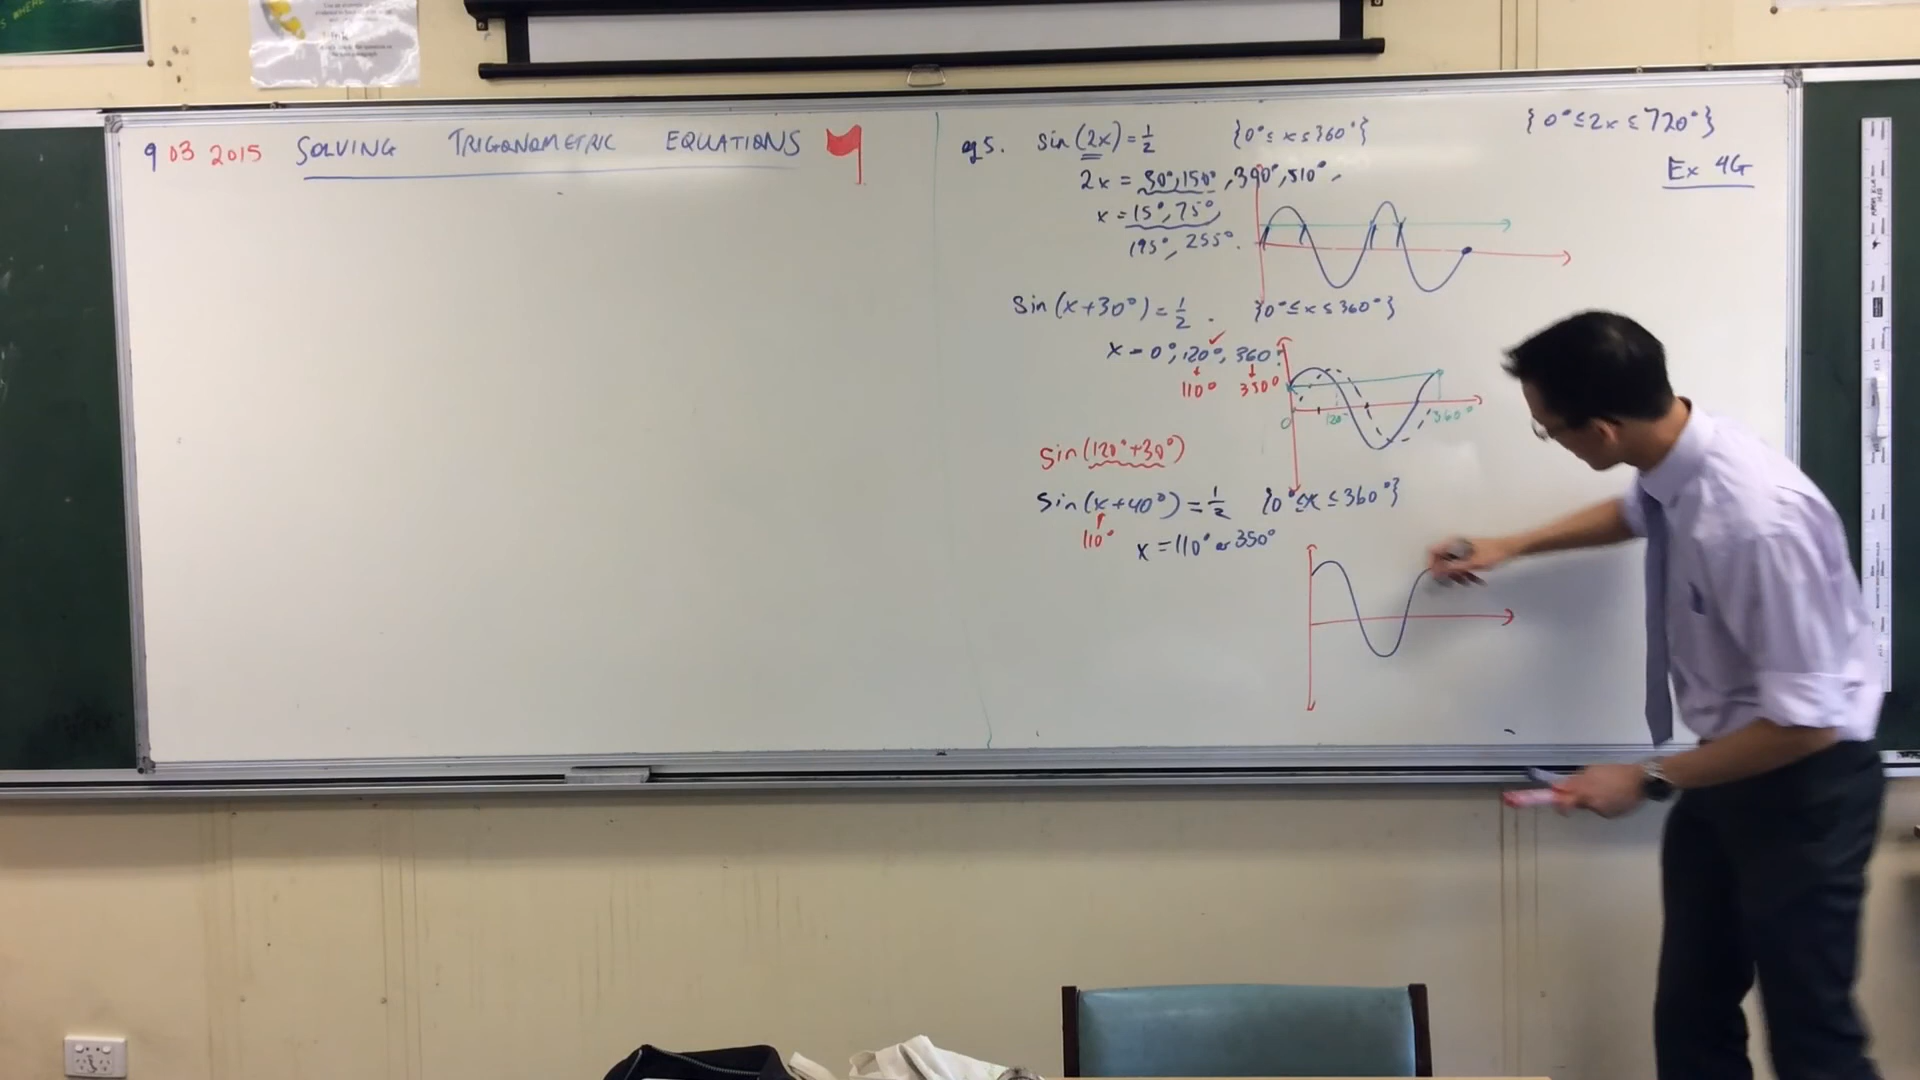 9 03 2015 SOLVING TRIGONOMETRIC EQUATIONS
eg 5. sin(2x) = 1/2 {0° ≤ x ≤ 360°} {0° ≤ 2x ≤ 720°}
Ex 4G
2x = 30°, 150°, 390°, 510°,
x = 15°, 75°,
195°, 255°.
sin(x+30°) = 1/2. {0° ≤ x ≤ 360°}
x = 0°, 120°, 360°
110° 350°
0 120° 360°
sin(120°+30°)
sin(x+40°) = 1/2 {0° ≤ x ≤ 360°}
110° x = 110° or 350°